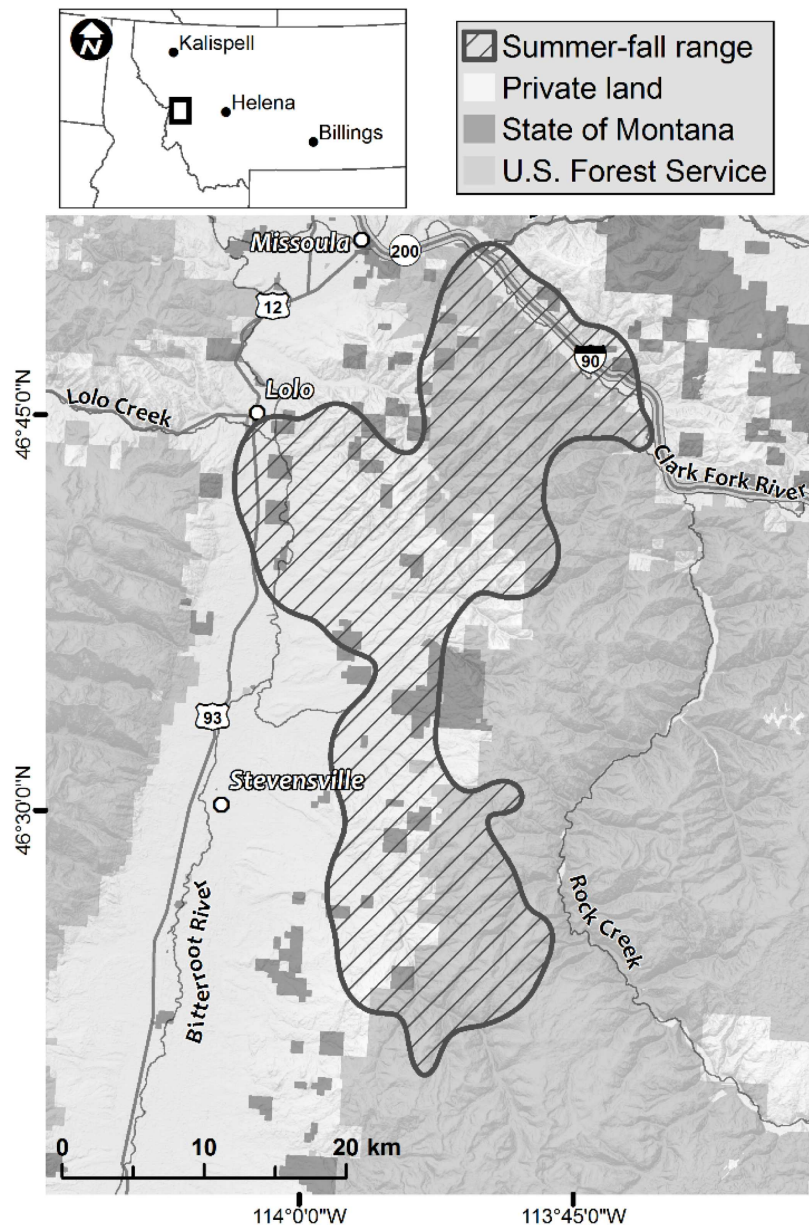 N
Kalispell
Helena
Billings
Summer-fall range
Private land
State of Montana
U.S. Forest Service
Missoula
200
12
90
Lolo
Lolo Creek
46°45'0"N
Clark Fork River
93
Stevensville
46°30'0"N
Rock Creek
Bitterroot River
0 10 20 km
114°0'0"W 113°45'0"W